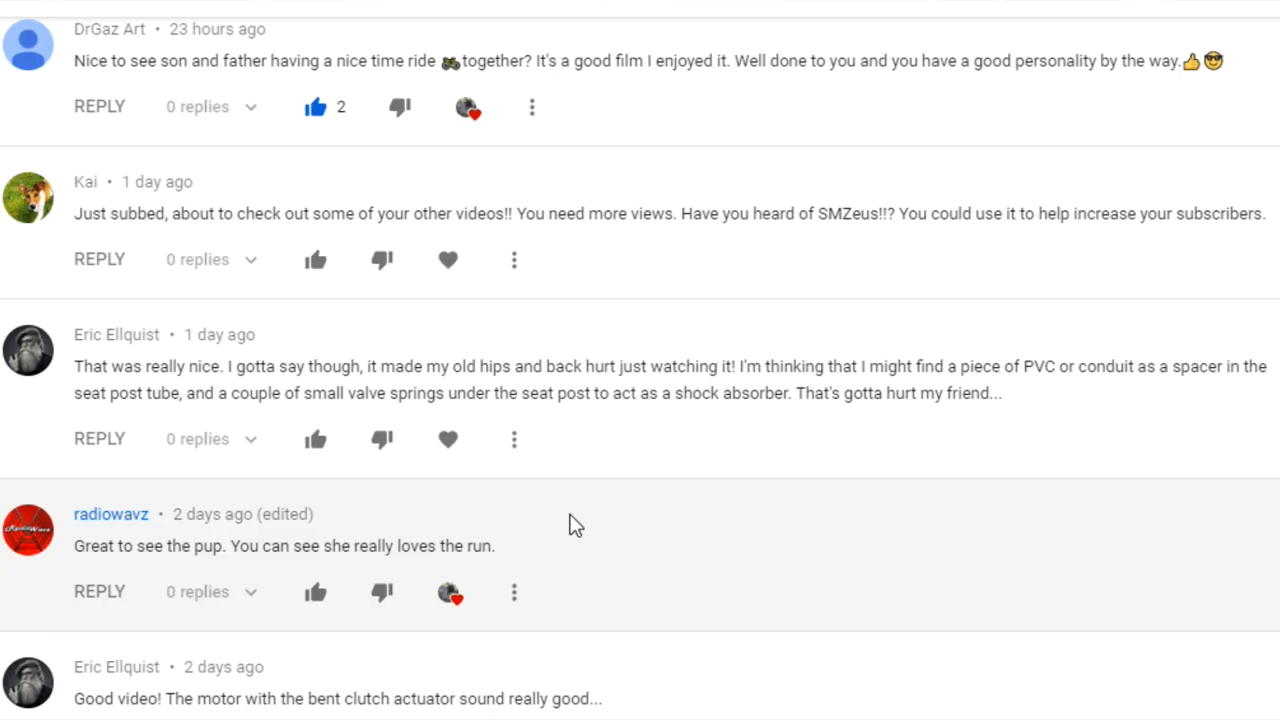 DrGaz Art • 23 hours ago
Nice to see son and father having a nice time ride 🏍️together? It's a good film I enjoyed it. Well done to you and you have a good personality by the way.👍😎
REPLY 0 replies 2
Kai • 1 day ago
Just subbed, about to check out some of your other videos!! You need more views. Have you heard of SMZeus!!? You could use it to help increase your subscribers.
REPLY 0 replies
Eric Ellquist • 1 day ago
That was really nice. I gotta say though, it made my old hips and back hurt just watching it! I'm thinking that I might find a piece of PVC or conduit as a spacer in the
seat post tube, and a couple of small valve springs under the seat post to act as a shock absorber. That's gotta hurt my friend...
REPLY 0 replies
radiowavz • 2 days ago (edited)
Great to see the pup. You can see she really loves the run.
REPLY 0 replies
Eric Ellquist • 2 days ago
Good video! The motor with the bent clutch actuator sound really good...